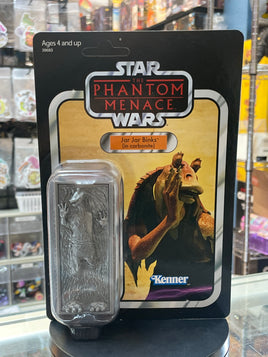 Ages 4 and up
STAR
THE
PHANTOM
MENACE
WARS
Jar Jar Binks
(in carbonite)
Kenner